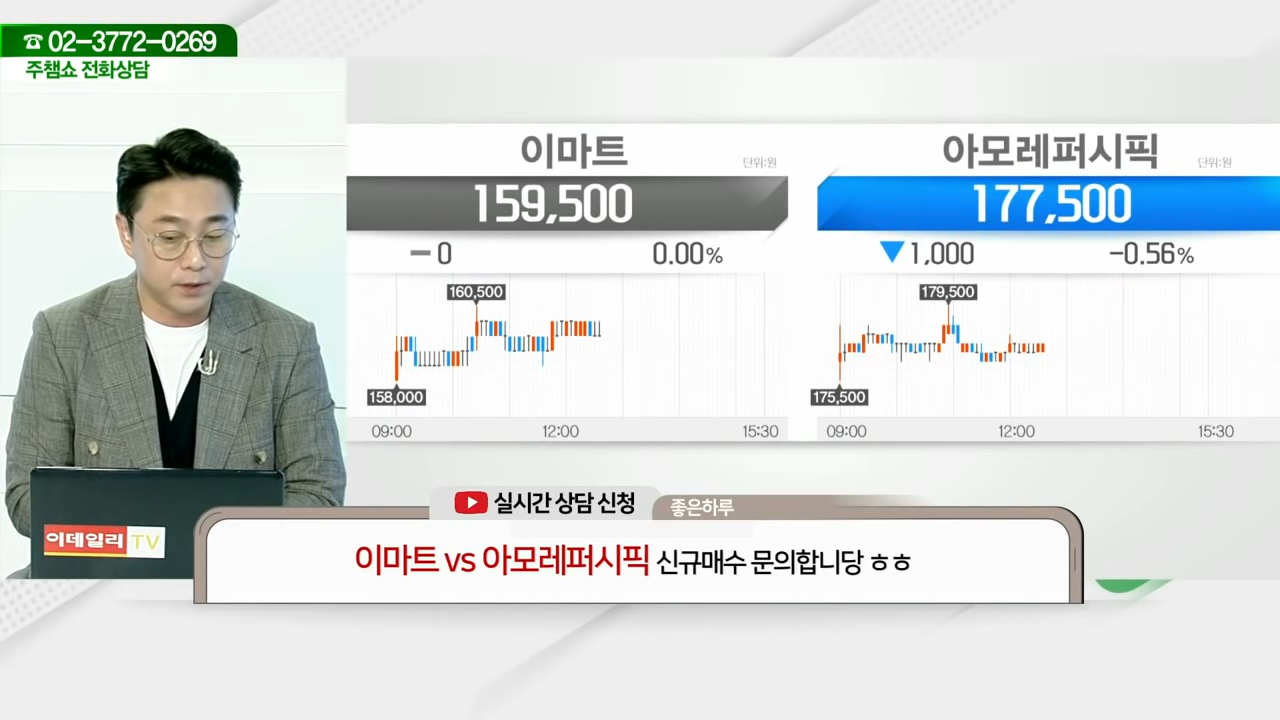 ☎ 02-3772-0269
주챔쇼 전화상담
이마트
단위:원
159,500
- 0 0.00%
160,500
158,000
09:00 12:00 15:30
아모레퍼시픽
단위:원
177,500
▼1,000 -0.56%
179,500
175,500
09:00 12:00 15:30
이데일리 TV
실시간 상담 신청
좋은하루
이마트 vs 아모레퍼시픽 신규매수 문의합니당 ㅎㅎ